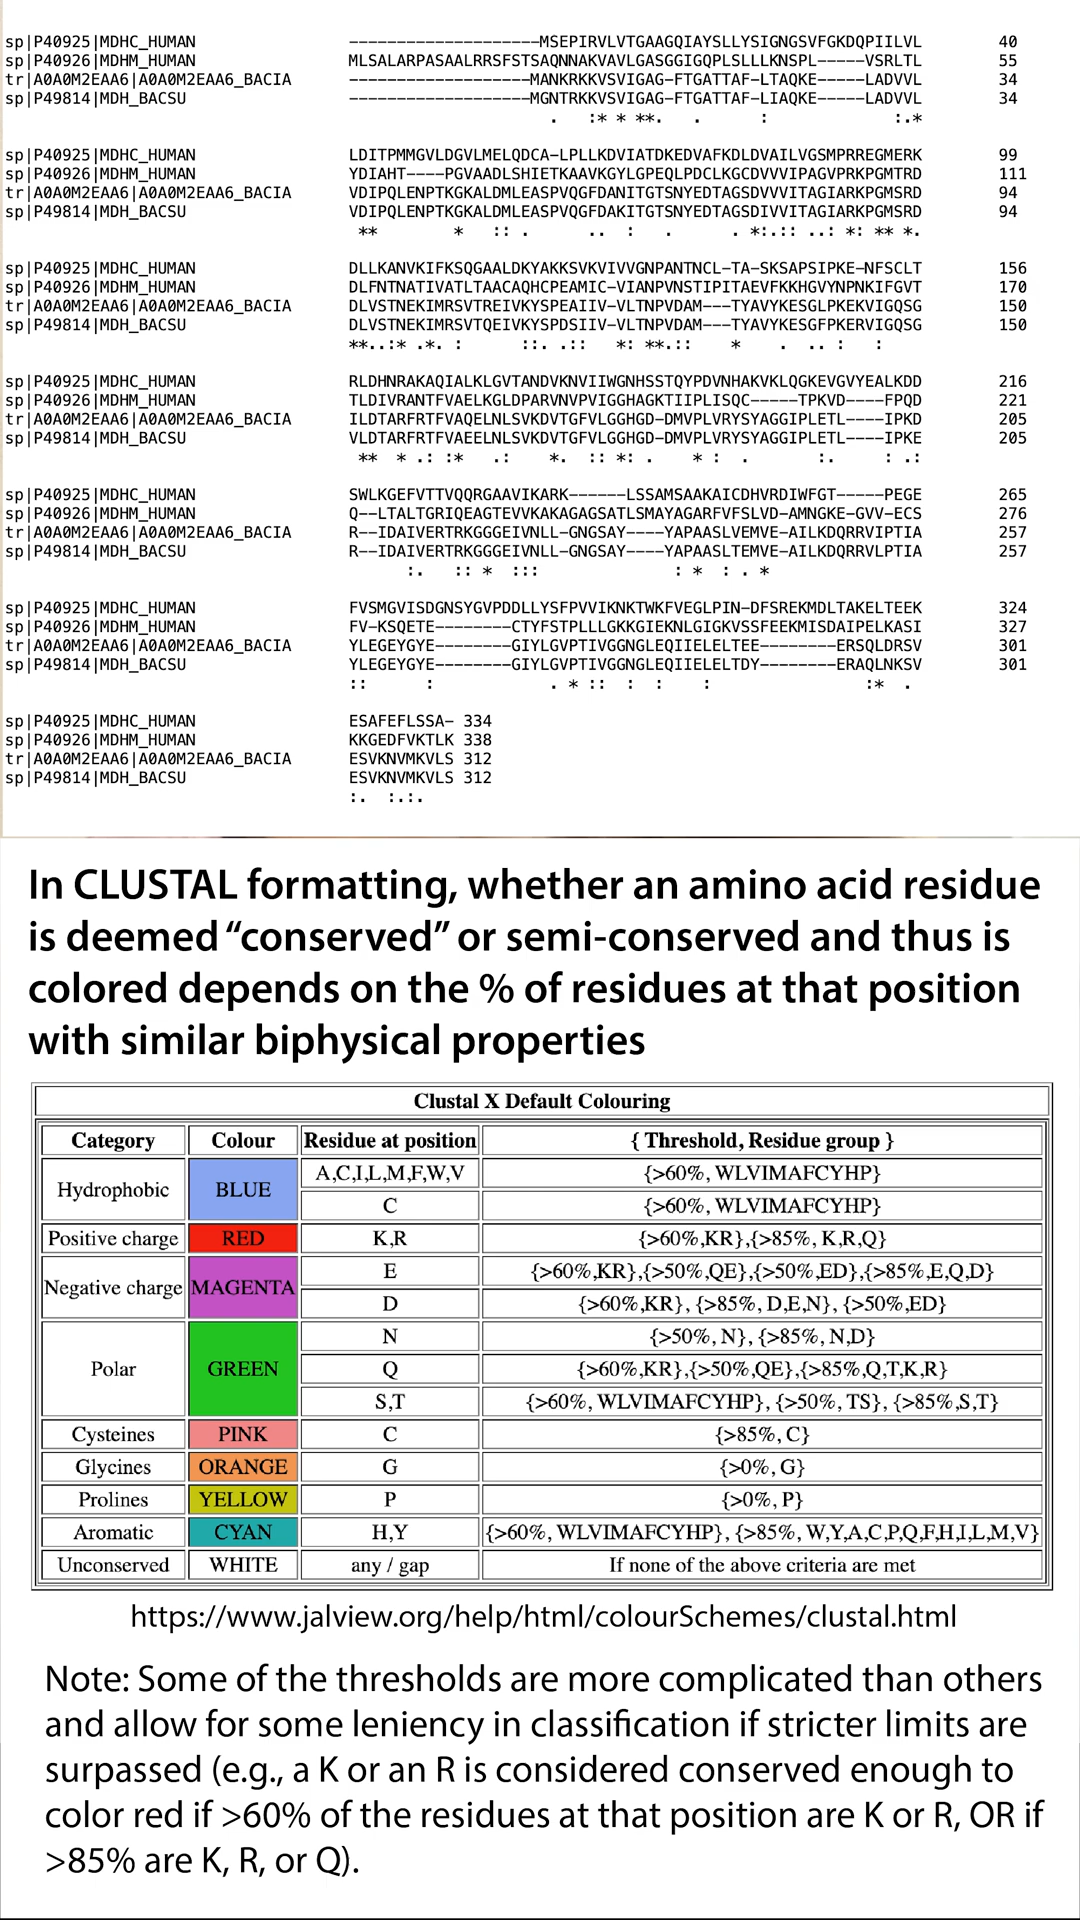 sp|P40925|MDHC_HUMAN --------------------MSEPIRVLVTGAAGQIAYSLLYSIGNGSVFGKDQPIILVL 40
sp|P40926|MDHM_HUMAN MLSALARPASAALRRSFSTSAQNNAKVAVLGASGGIGQPLSLLLKNSPL-----VSRLTL 55
tr|A0A0M2EAA6|A0A0M2EAA6_BACIA -------------------MANKRKKVSVIGAG-FTGATTAF-LTAQKE-----LADVVL 34
sp|P49814|MDH_BACSU -------------------MGNTRKKVSVIGAG-FTGATTAF-LIAQKE-----LADVVL 34
. :* * **. . : :.*
sp|P40925|MDHC_HUMAN LDITPMMGVLDGVLMELQDCA-LPLLKDVIATDKEDVAFKDLDVAILVGSMPRREGMERK 99
sp|P40926|MDHM_HUMAN YDIAHT----PGVAADLSHIETKAAVKGYLGPEQLPDCLKGCDVVVIPAGVPRKPGMTRD 111
tr|A0A0M2EAA6|A0A0M2EAA6_BACIA VDIPQLENPTKGKALDMLEASPVQGFDANITGTSNYEDTAGSDVVVITAGIARKPGMSRD 94
sp|P49814|MDH_BACSU VDIPQLENPTKGKALDMLEASPVQGFDAKITGTSNYEDTAGSDIVVITAGIARKPGMSRD 94
** * :: . .. : . . *:.:: ..: *: ** *.
sp|P40925|MDHC_HUMAN DLLKANVKIFKSQGAALDKYAKKSVKVIVVGNPANTNCL-TA-SKSAPSIPKE-NFSCLT 156
sp|P40926|MDHM_HUMAN DLFNTNATIVATLTAACAQHCPEAMIC-VIANPVNSTIPITAEVFKKHGVYNPNKIFGVT 170
tr|A0A0M2EAA6|A0A0M2EAA6_BACIA DLVSTNEKIMRSVTREIVKYSPEAIIV-VLTNPVDAM---TYAVYKESGLPKEKVIGQSG 150
sp|P49814|MDH_BACSU DLVSTNEKIMRSVTQEIVKYSPDSIIV-VLTNPVDAM---TYAVYKESGFPKERVIGQSG 150
**..:* .*. : ::. .:: *: **.:: * . .. : :
sp|P40925|MDHC_HUMAN RLDHNRAKAQIALKLGVTANDVKNVIIWGNHSSTQYPDVNHAKVKLQGKEVGVYEALKDD 216
sp|P40926|MDHM_HUMAN TLDIVRANTFVAELKGLDPARVNVPVIGGHAGKTIIPLISQC-----TPKVD----FPQD 221
tr|A0A0M2EAA6|A0A0M2EAA6_BACIA ILDTARFRTFVAQELNLSVKDVTGFVLGGHGD-DMVPLVRYSYAGGIPLETL----IPKD 205
sp|P49814|MDH_BACSU VLDTARFRTFVAEELNLSVKDVTGFVLGGHGD-DMVPLVRYSYAGGIPLETL----IPKE 205
** * .: :* .: *. :: *: . * : . :. : .:
sp|P40925|MDHC_HUMAN SWLKGEFVTTVQQRGAAVIKARK------LSSAMSAAKAICDHVRDIWFGT-----PEGE 265
sp|P40926|MDHM_HUMAN Q--LTALTGRIQEAGTEVVKAKAGAGSATLSMAYAGARFVFSLVD-AMNGKE-GVV-ECS 276
tr|A0A0M2EAA6|A0A0M2EAA6_BACIA R--IDAIVERTRKGGGEIVNLL-GNGSAY----YAPAASLVEMVE-AILKDQRRVIPTIA 257
sp|P49814|MDH_BACSU R--IDAIVERTRKGGGEIVNLL-GNGSAY----YAPAASLTEMVE-AILKDQRRVLPTIA 257
:. :: * ::: : * : . *
sp|P40925|MDHC_HUMAN FVSMGVISDGNSYGVPDDLLYSFPVVIKNKTWKFVEGLPIN-DFSREKMDLTAKELTEEK 324
sp|P40926|MDHM_HUMAN FV-KSQETE--------CTYFSTPLLLGKKGIEKNLGIGKVSSFEEKMISDAIPELKASI 327
tr|A0A0M2EAA6|A0A0M2EAA6_BACIA YLEGEYGYE--------GIYLGVPTIVGGNGLEQIIELELTEE--------ERSQLDRSV 301
sp|P49814|MDH_BACSU YLEGEYGYE--------GIYLGVPTIVGGNGLEQIIELELTDY--------ERAQLNKSV 301
:: : . * :: : : : :* .
sp|P40925|MDHC_HUMAN ESAFEFLSSA- 334
sp|P40926|MDHM_HUMAN KKGEDFVKTLK 338
tr|A0A0M2EAA6|A0A0M2EAA6_BACIA ESVKNVMKVLS 312
sp|P49814|MDH_BACSU ESVKNVMKVLS 312
:. :.:.
In CLUSTAL formatting, whether an amino acid residue
is deemed “conserved” or semi-conserved and thus is
colored depends on the % of residues at that position
with similar biphysical properties
Clustal X Default Colouring
Category Colour Residue at position { Threshold, Residue group }
Hydrophobic BLUE A,C,I,L,M,F,W,V {>60%, WLVIMAFCYHP}
C {>60%, WLVIMAFCYHP}
Positive charge RED K,R {>60%,KR},{>85%, K,R,Q}
Negative charge MAGENTA E {>60%,KR},{>50%,QE},{>50%,ED},{>85%,E,Q,D}
D {>60%,KR}, {>85%, D,E,N}, {>50%,ED}
Polar GREEN N {>50%, N}, {>85%, N,D}
Q {>60%,KR},{>50%,QE},{>85%,Q,T,K,R}
S,T {>60%, WLVIMAFCYHP}, {>50%, TS}, {>85%,S,T}
Cysteines PINK C {>85%, C}
Glycines ORANGE G {>0%, G}
Prolines YELLOW P {>0%, P}
Aromatic CYAN H,Y {>60%, WLVIMAFCYHP}, {>85%, W,Y,A,C,P,Q,F,H,I,L,M,V}
Unconserved WHITE any / gap If none of the above criteria are met
https://www.jalview.org/help/html/colourSchemes/clustal.html
Note: Some of the thresholds are more complicated than others
and allow for some leniency in classification if stricter limits are
surpassed (e.g., a K or an R is considered conserved enough to
color red if >60% of the residues at that position are K or R, OR if
>85% are K, R, or Q).